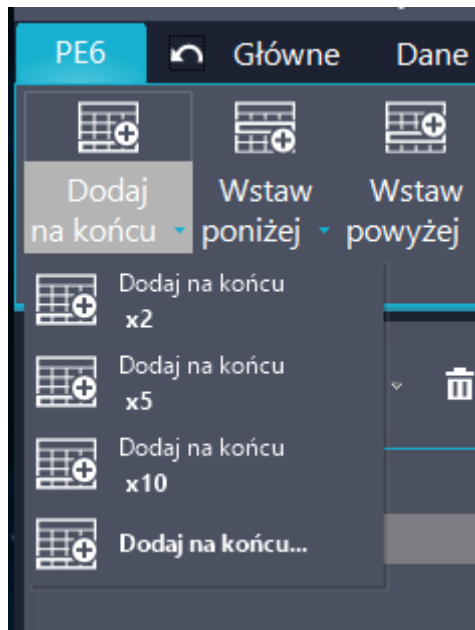 PE6 Główne Dane
Dodaj Wstaw Wstaw
na końcu poniżej powyżej
Dodaj na końcu
x2
Dodaj na końcu
x5
Dodaj na końcu
x10
Dodaj na końcu...